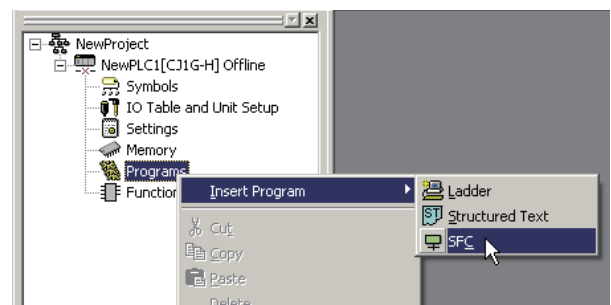 NewProject
NewPLC1[CJ1G-H] Offline
Symbols
IO Table and Unit Setup
Settings
Memory
Programs
Function
Insert Program
Cut
Copy
Paste
Delete
Ladder
Structured Text
SFC